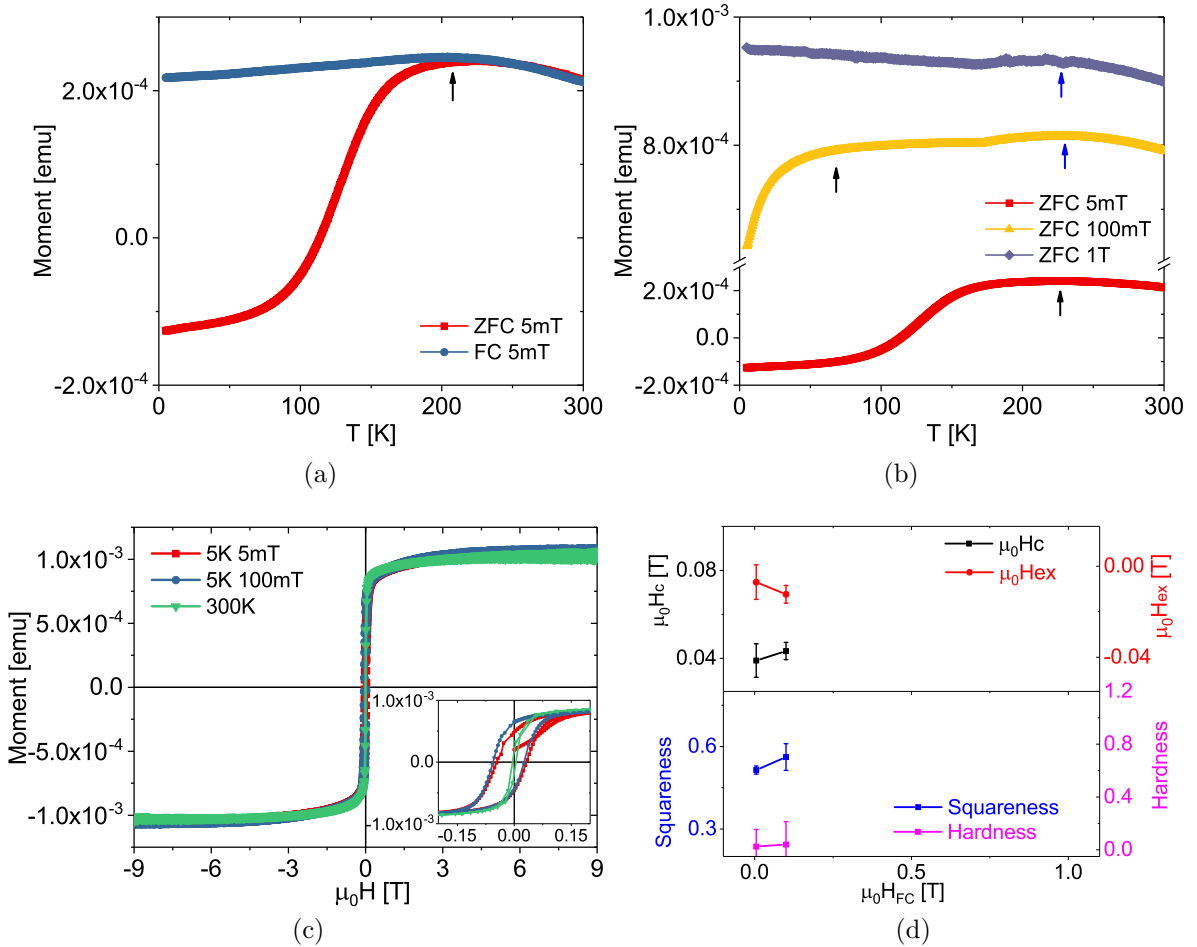 2.0x10⁻⁴
0.0
-2.0x10⁻⁴
Moment [emu]
0 100 200 300
T [K]
ZFC 5mT
FC 5mT
(a)
1.0x10⁻³
8.0x10⁻⁴
2.0x10⁻⁴
0.0
-2.0x10⁻⁴
Moment [emu]
0 100 200 300
T [K]
ZFC 5mT
ZFC 100mT
ZFC 1T
(b)
1.0x10⁻³
5.0x10⁻⁴
0.0
-5.0x10⁻⁴
-1.0x10⁻³
Moment [emu]
-9 -6 -3 0 3 6 9
μ₀H [T]
5K 5mT
5K 100mT
300K
1.0x10⁻³
0.0
-1.0x10⁻³
-0.15 0.00 0.15
(c)
0.08
0.04
μ₀Hc [T]
0.00
-0.04
μ₀Hex [T]
μ₀Hc
μ₀Hex
0.6
0.3
Squareness
1.2
0.6
0.0
Hardness
Squareness
Hardness
0.0 0.5 1.0
μ₀H_FC [T]
(d)